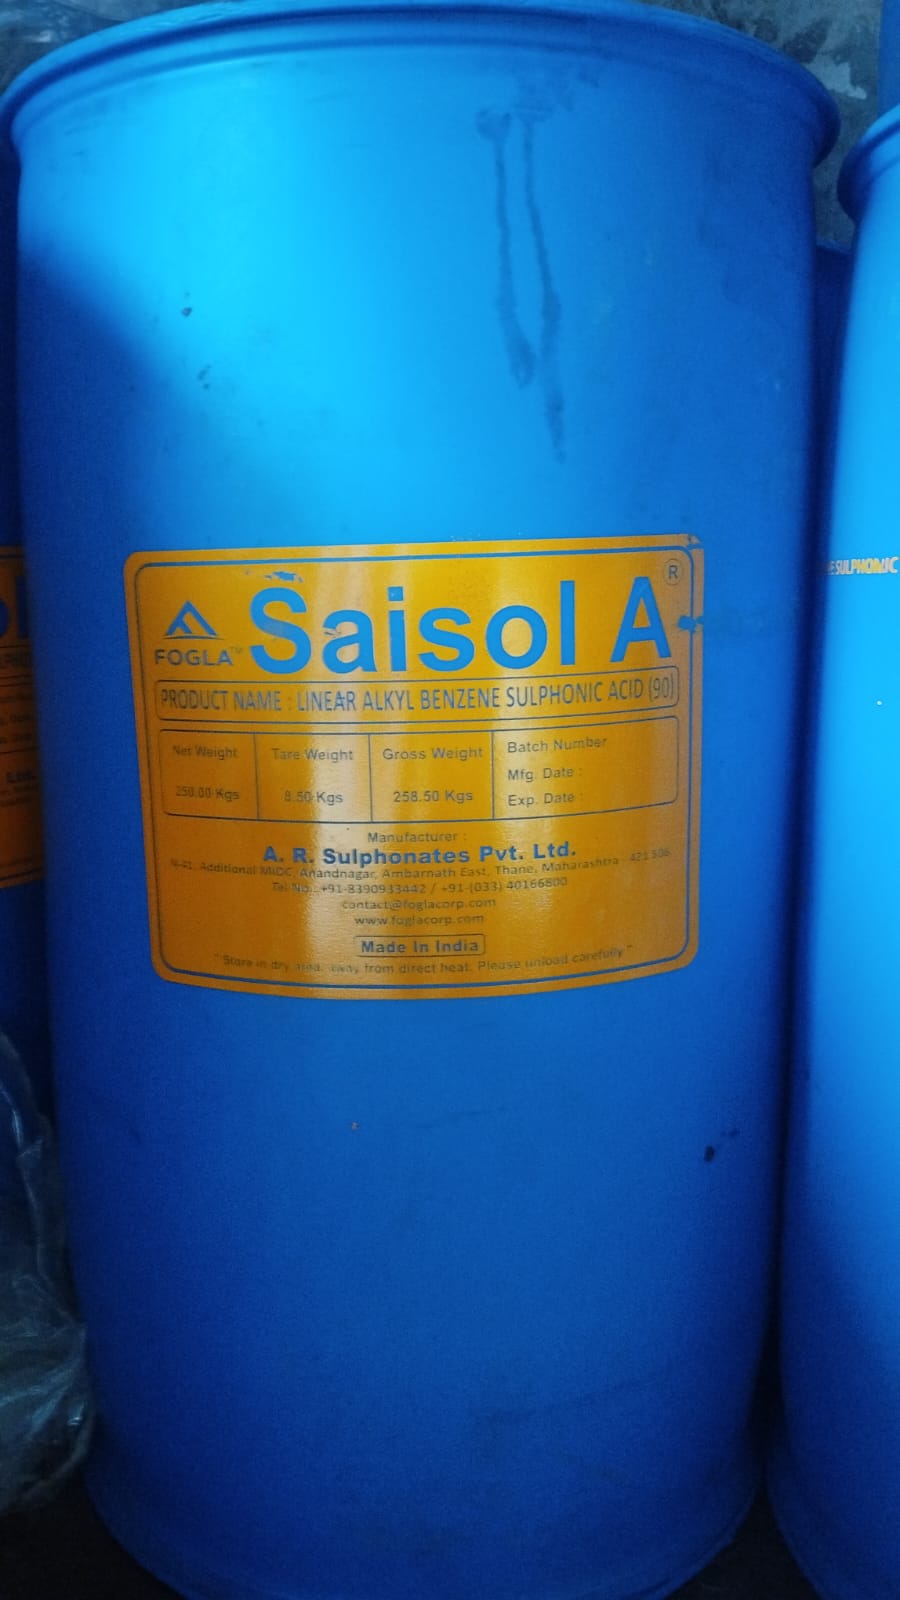 Saisol A ®
FOGLA™
PRODUCT NAME : LINEAR ALKYL BENZENE SULPHONIC ACID (90)
Net Weight Tare Weight Gross Weight Batch Number
Mfg. Date :
250.00 Kgs 8.50 Kgs 258.50 Kgs Exp. Date :
Manufacturer :
A. R. Sulphonates Pvt. Ltd.
N-41, Additional MIDC, Anandnagar, Ambarnath East, Thane, Maharashtra - 421 506
Tel No. +91-8390933442 / +91-(033) 40166800
contact@foglacorp.com
www.foglacorp.com
Made In India
"Store in dry area, away from direct heat. Please unload carefully"
SULPHONIC